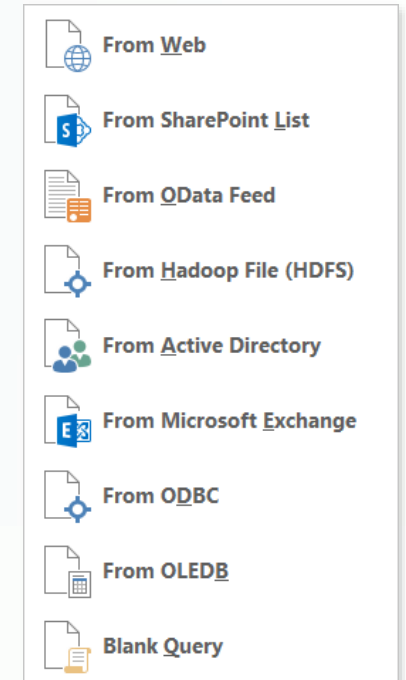 From Web
From SharePoint List
From OData Feed
From Hadoop File (HDFS)
From Active Directory
From Microsoft Exchange
From ODBC
From OLEDB
Blank Query